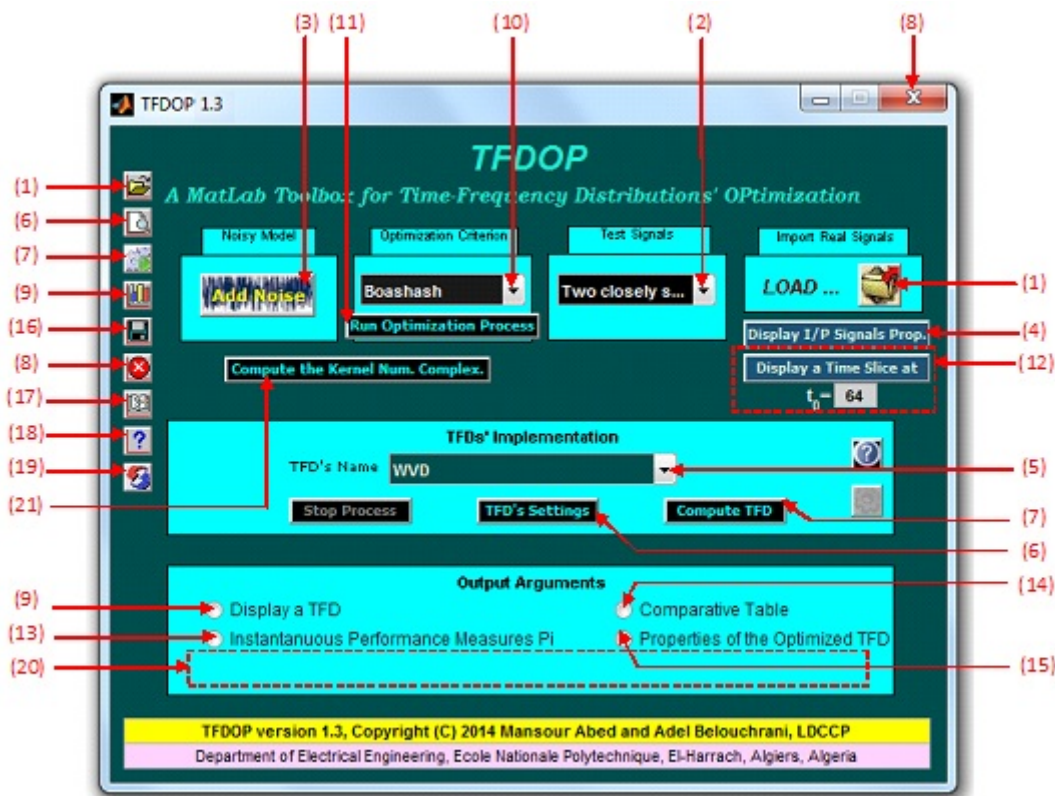 (3) (11) (10) (2) (8)
TFDOP 1.3
TFDOP
(1)
A MatLab Toolbox for Time-Frequency Distributions' OPtimization
(6)
Noisy Model Optimization Criterion Test Signals Import Real Signals
(7)
Add Noise Boashash Two closely s... LOAD ... (1)
(9)
(16) Run Optimization Process Display I/P Signals Prop. (4)
(8) Compute the Kernel Num. Complex. Display a Time Slice at (12)
(17) t0= 64
(18) ? TFDs' Implementation
(19) TFD's Name WVD ? (5)
(21) Stop Process TFD's Settings Compute TFD (7)
(6)
Output Arguments (14)
(9) Display a TFD Comparative Table
(13) Instantanuous Performance Measures Pi Properties of the Optimized TFD
(20) (15)
TFDOP version 1.3, Copyright (C) 2014 Mansour Abed and Adel Belouchrani, LDCCP
Department of Electrical Engineering, Ecole Nationale Polytechnique, El-Harrach, Algiers, Algeria